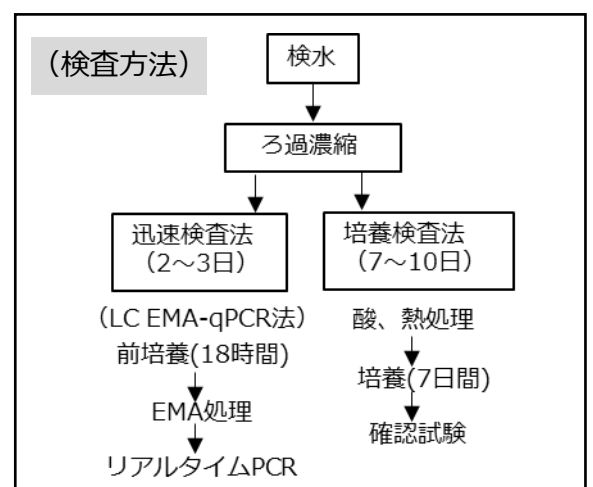 （検査方法）
検水
ろ過濃縮
迅速検査法
（2～3日）
（LC EMA-qPCR法）
前培養(18時間)
EMA処理
リアルタイムPCR
培養検査法
（7～10日）
酸、熱処理
培養(7日間)
確認試験